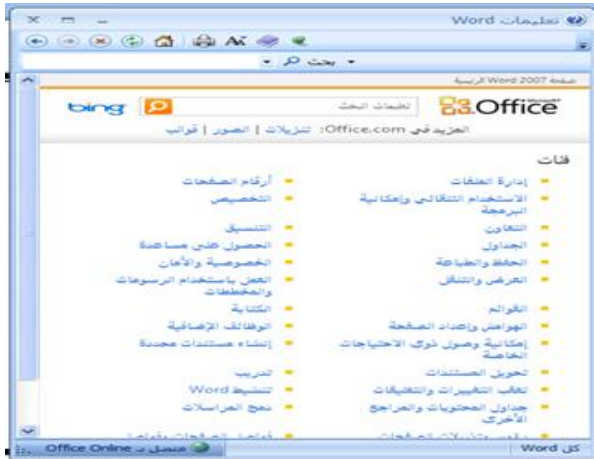 تعليمات Word
بحث
صفحة Word 2007 الرئيسية
Microsoft Office
تعليمات البحث
bing
المزيد في Office.com: تنزيلات | الصور | قوالب
فئات
إدارة الملفات
أرقام الصفحات
الاستخدام التلقائي وإمكانية البرمجة
التخصيص
التعاون
التنسيق
الجداول
الحصول على مساعدة
الحفظ والطباعة
الخصوصية والأمان
العرض والتنقل
العمل باستخدام الرسومات والمخططات
القوائم
الكتابة
الهوامش وإعداد الصفحة
الوظائف الإضافية
إمكانية وصول ذوي الاحتياجات الخاصة
إنشاء مستندات محددة
تحويل المستندات
تدريب
تعقب التغييرات والتعليقات
تنشيط Word
جداول المحتويات والمراجع الأخرى
دمج المراسلات
كل Word
متصل بـ Office Online